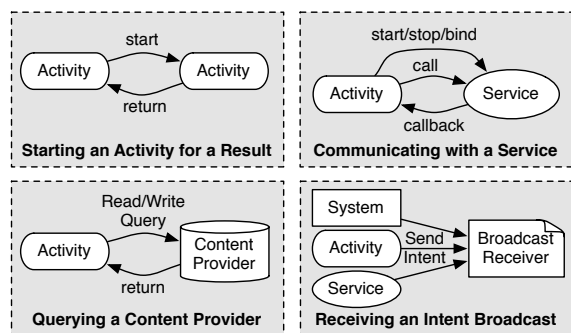 start
Activity
Activity
return
Starting an Activity for a Result
start/stop/bind
call
Activity
Service
callback
Communicating with a Service
Read/Write
Query
Activity
Content
Provider
return
Querying a Content Provider
System
Activity
Send
Intent
Broadcast
Receiver
Service
Receiving an Intent Broadcast